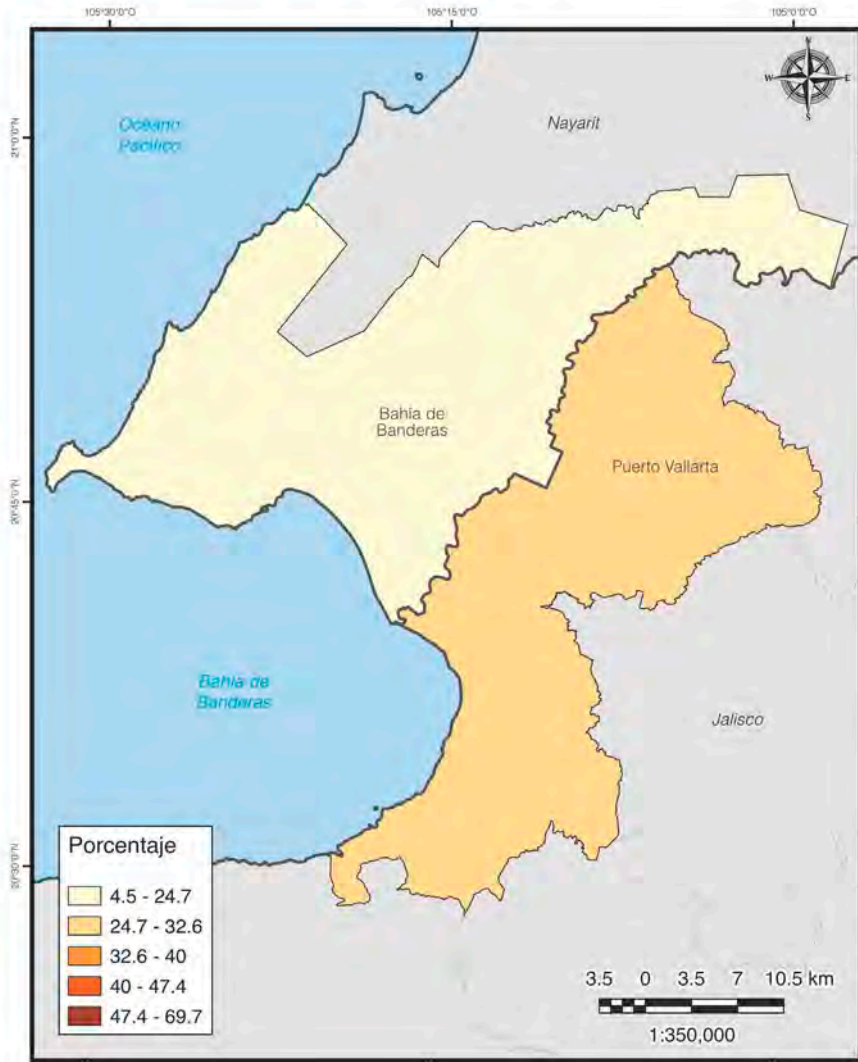 105°30'0"O
105°15'0"O
105°0'0"O
N
W
E
S
Océano
Pacífico
Nayarit
21°0'0"N
Bahía de
Banderas
Puerto Vallarta
20°45'0"N
Bahía de
Banderas
Jalisco
20°30'0"N
Porcentaje
4.5 - 24.7
24.7 - 32.6
32.6 - 40
40 - 47.4
47.4 - 69.7
3.5 0 3.5 7 10.5 km
1:350,000